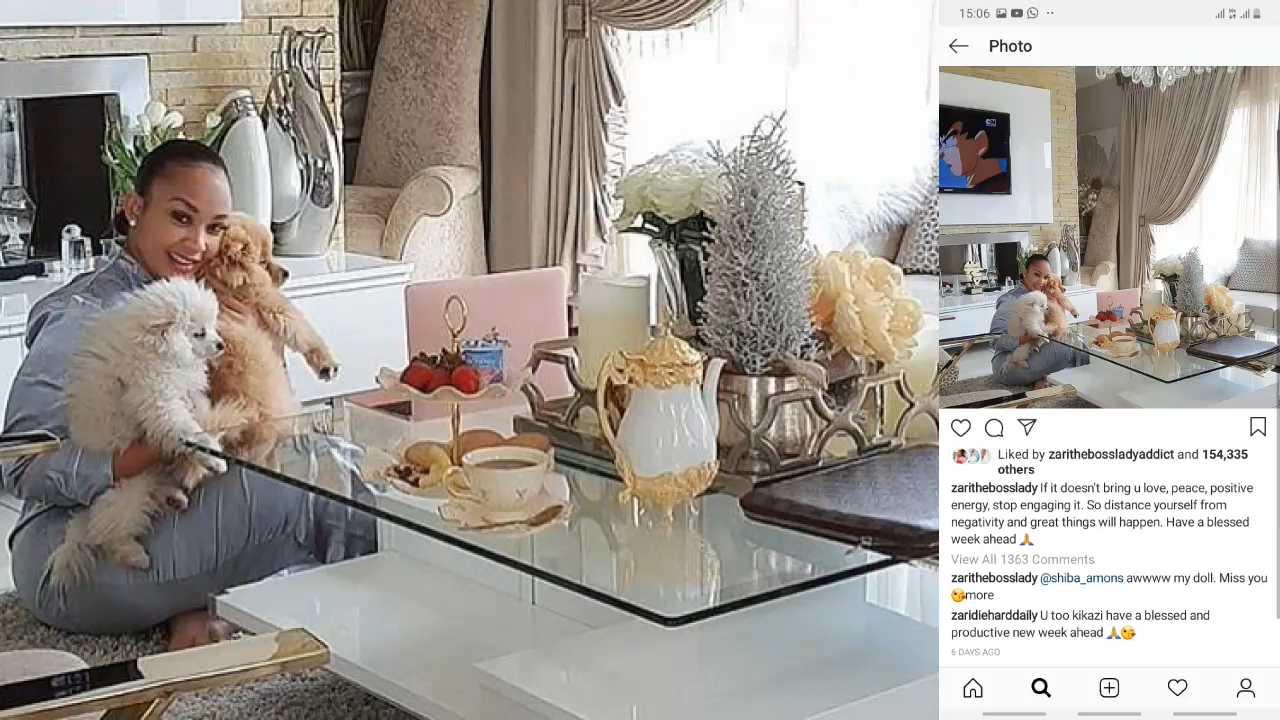 15:06
Photo
CN
Liked by zarithebossladyaddict and 154,335
others
zarithebosslady If it doesn't bring u love, peace, positive
energy, stop engaging it. So distance yourself from
negativity and great things will happen. Have a blessed
week ahead 🙏
View All 1363 Comments
zarithebosslady @shiba_amons awwww my doll. Miss you
😘more
zaridieharddaily U too kikazi have a blessed and
productive new week ahead 🙏😘
6 DAYS AGO